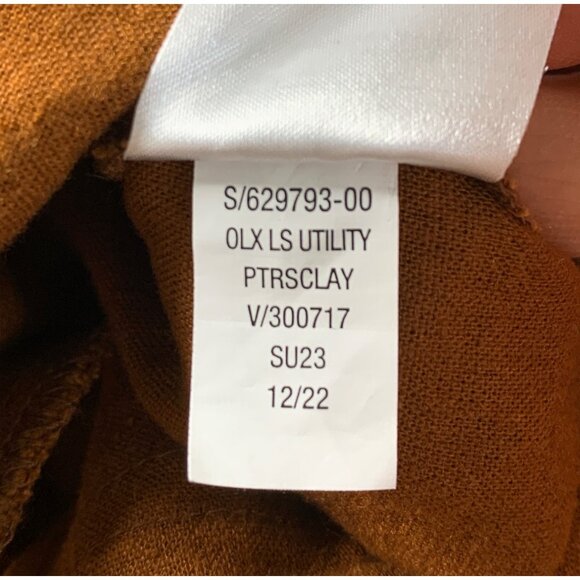 S/629793-00
OLX LS UTILITY
PTRSCLAY
V/300717
SU23
12/22